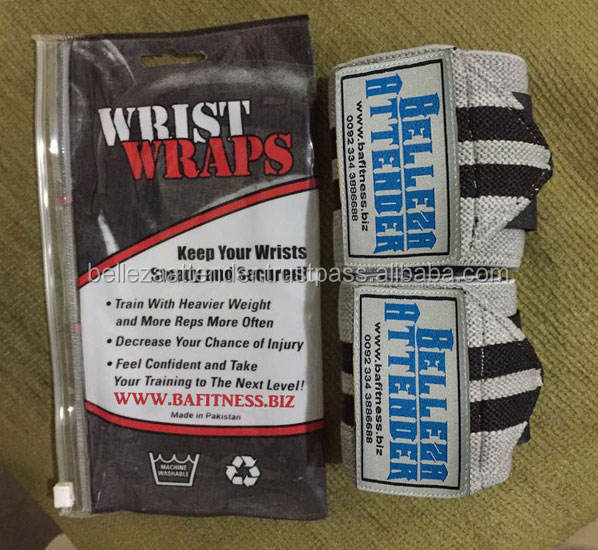 WRIST
WRAPS
Keep Your Wrists
Steady and Secured!
• Train With Heavier Weight
and More Reps More Often
• Decrease Your Chance of Injury
• Feel Confident and Take
Your Training to The Next Level!
WWW.BAFITNESS.BIZ
Made in Pakistan
MACHINE
WASHABLE
BELLEZA
ATTENDER
www.bafitness.biz
0092 334 3886688
BELLEZA
ATTENDER
www.bafitness.biz
0092 334 3886688